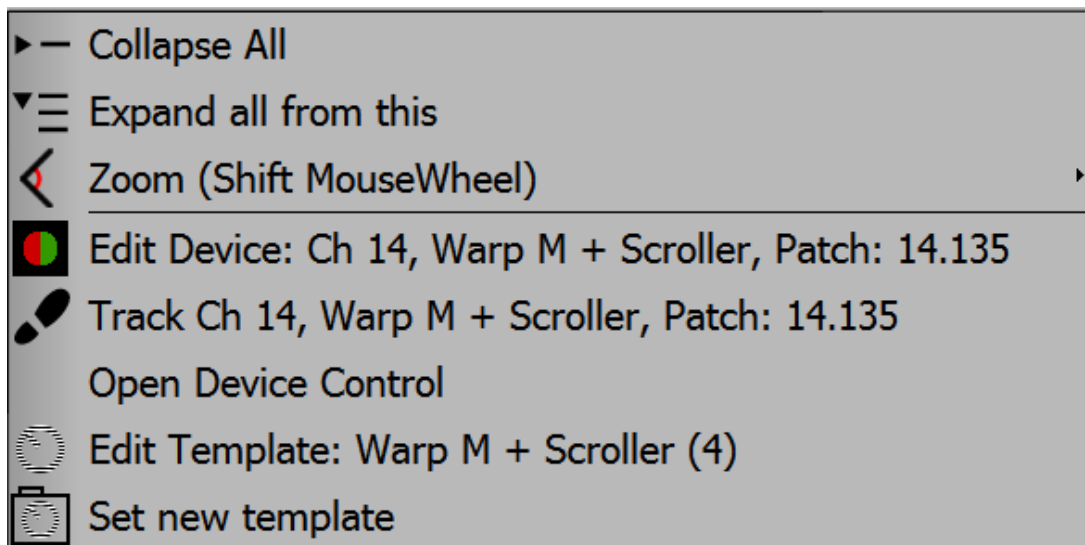 Collapse All
Expand all from this
Zoom (Shift MouseWheel)
Edit Device: Ch 14, Warp M + Scroller, Patch: 14.135
Track Ch 14, Warp M + Scroller, Patch: 14.135
Open Device Control
Edit Template: Warp M + Scroller (4)
Set new template